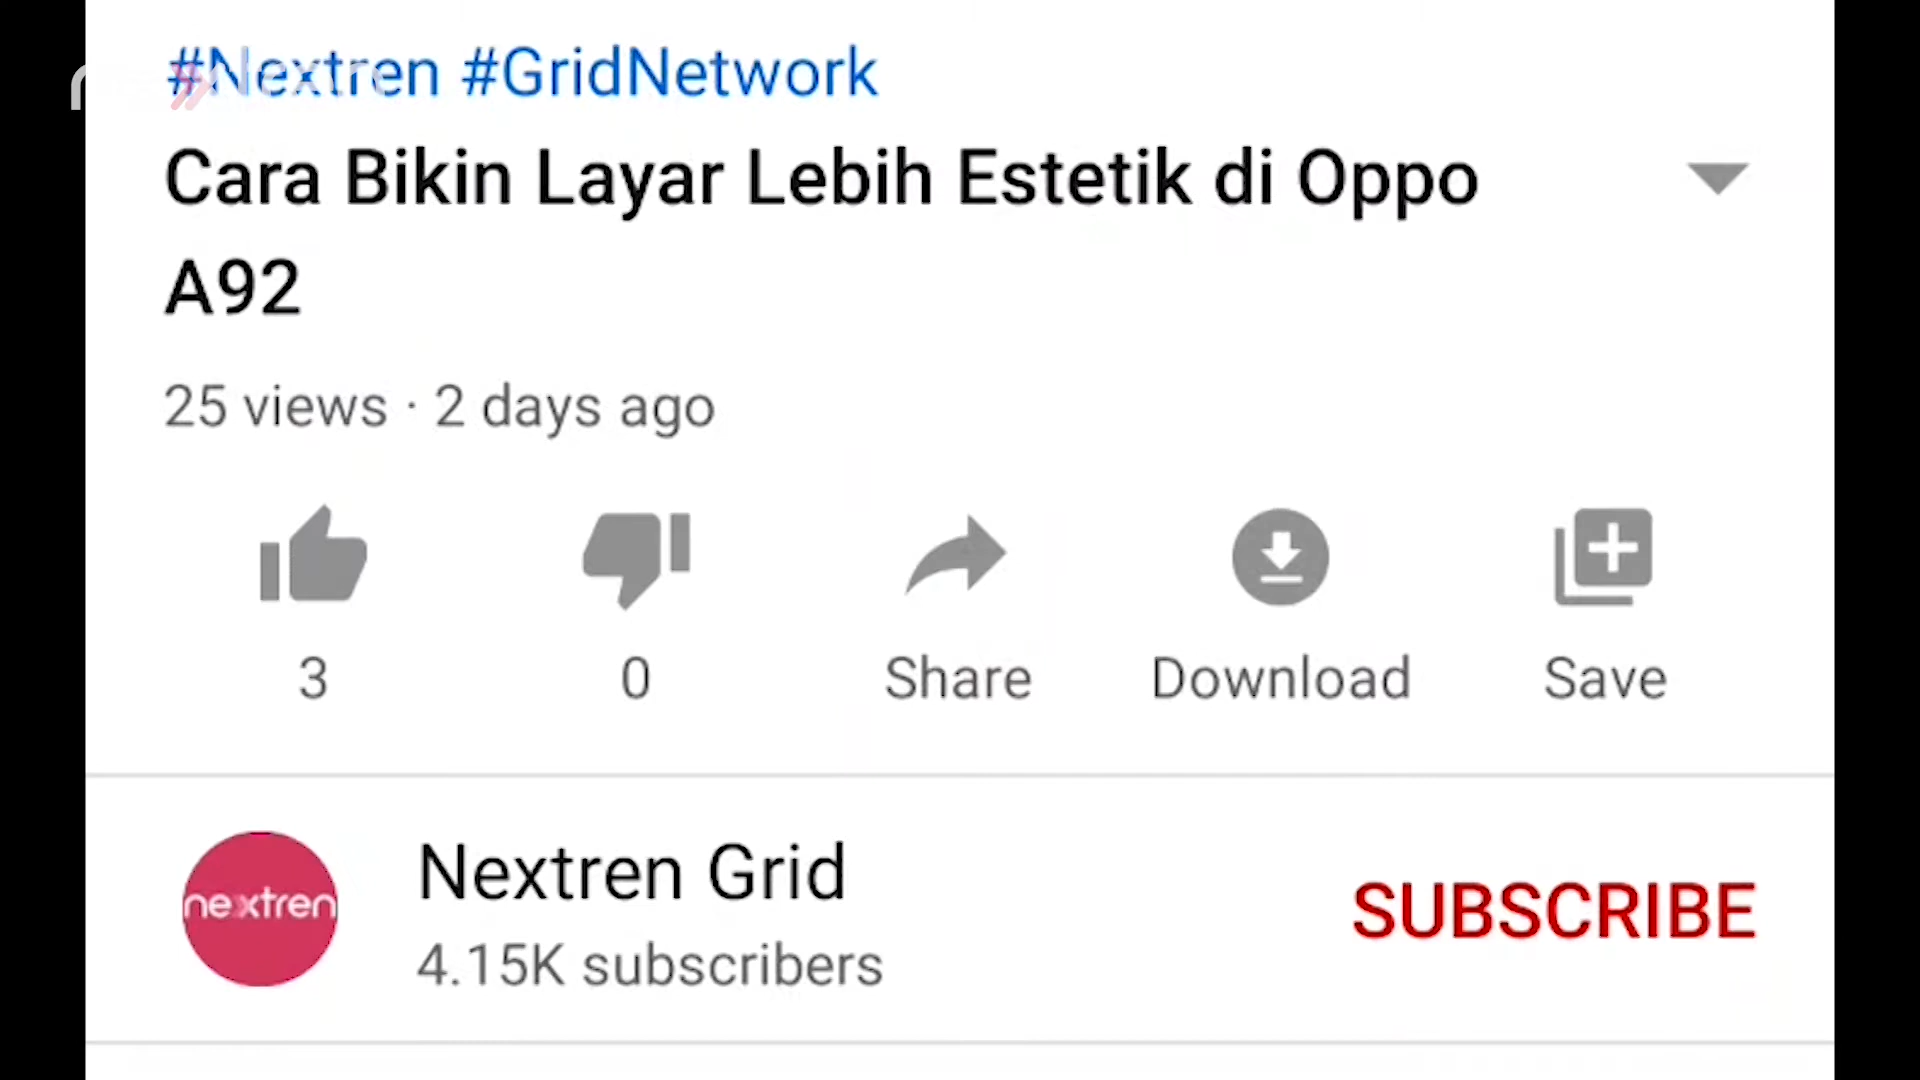 #Nextren #GridNetwork
Cara Bikin Layar Lebih Estetik di Oppo
A92
25 views · 2 days ago
3 0 Share Download Save
nextren
Nextren Grid
4.15K subscribers
SUBSCRIBE